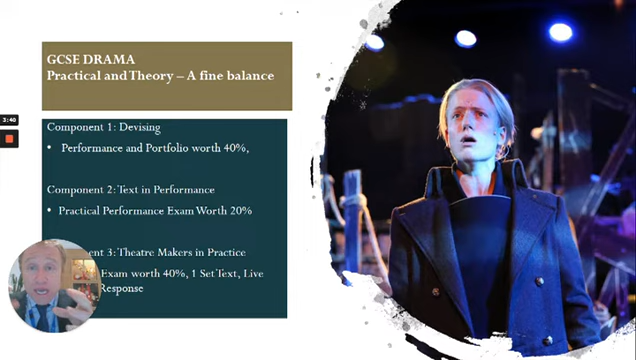 GCSE DRAMA
Practical and Theory – A fine balance
3:40
Component 1: Devising
• Performance and Portfolio worth 40%,
Component 2: Text in Performance
• Practical Performance Exam Worth 20%
ent 3: Theatre Makers in Practice
Exam worth 40%, 1 Set Text, Live
Response